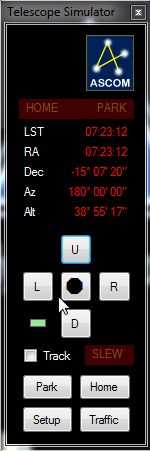 Telescope Simulator
ASCOM
HOME PARK
LST 07:23:12
RA 07:23:12
Dec -15° 07' 20"
Az 180° 00' 00"
Alt 38° 55' 17"
U
L R
D
Track SLEW
Park Home
Setup Traffic